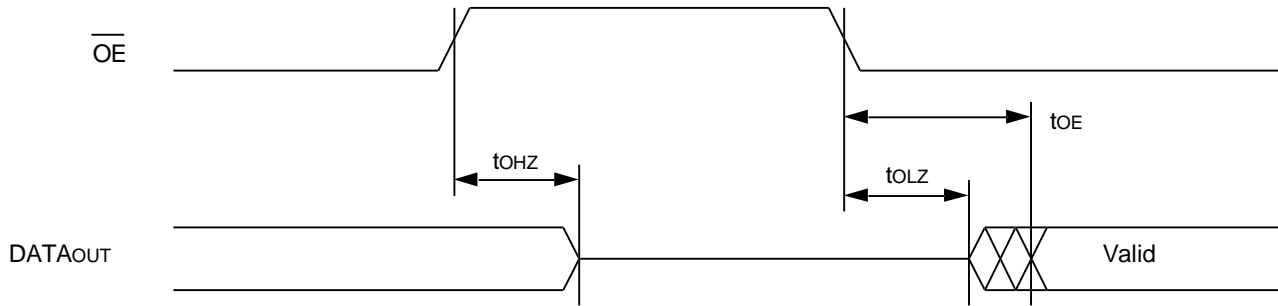 OE
tOE
tOHZ
tOLZ
DATAOUT
Valid